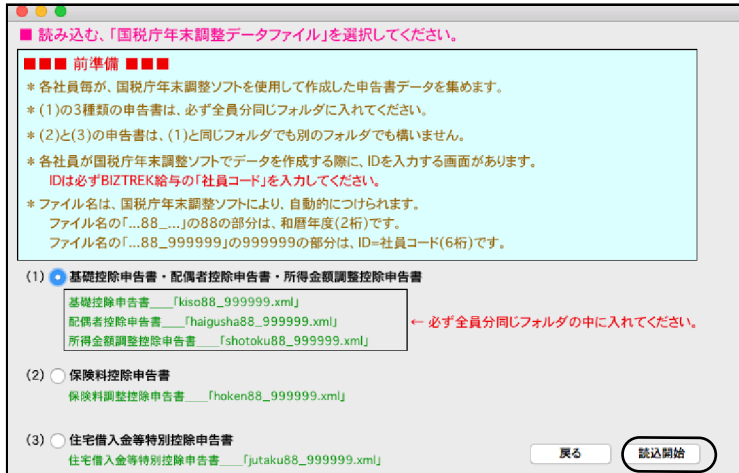 ■ 読み込む、「国税庁年末調整データファイル」を選択してください。
■■■ 前準備 ■■■
* 各社員毎が、国税庁年末調整ソフトを使用して作成した申告書データを集めます。
* (1)の3種類の申告書は、必ず全員分同じフォルダに入れてください。
* (2)と(3)の申告書は、(1)と同じフォルダでも別のフォルダでも構いません。
* 各社員が国税庁年末調整ソフトでデータを作成する際に、IDを入力する画面があります。
IDは必ずBIZTREK給与の「社員コード」を入力してください。
* ファイル名は、国税庁年末調整ソフトにより、自動的につけられます。
ファイル名の「...88_...」の88の部分は、和暦年度(2桁)です。
ファイル名の「...88_999999」の999999の部分は、ID=社員コード(6桁)です。
(1) 基礎控除申告書・配偶者控除申告書・所得金額調整控除申告書
基礎控除申告書___「kiso88_999999.xml」
配偶者控除申告書___「haigusha88_999999.xml」
← 必ず全員分同じフォルダの中に入れてください。
所得金額調整控除申告書___「shotoku88_999999.xml」
(2) 保険料控除申告書
保険料調整控除申告書___「hoken88_999999.xml」
(3) 住宅借入金等特別控除申告書
住宅借入金等特別控除申告書___「jutaku88_999999.xml」
戻る 読込開始